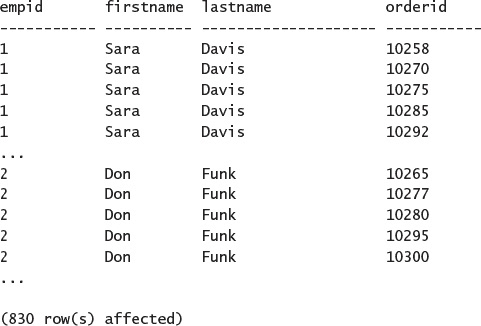 empid       firstname  lastname             orderid
----------- ---------- -------------------- -----------
1           Sara       Davis                10258
1           Sara       Davis                10270
1           Sara       Davis                10275
1           Sara       Davis                10285
1           Sara       Davis                10292
...
2           Don        Funk                 10265
2           Don        Funk                 10277
2           Don        Funk                 10280
2           Don        Funk                 10295
2           Don        Funk                 10300
...
(830 row(s) affected)